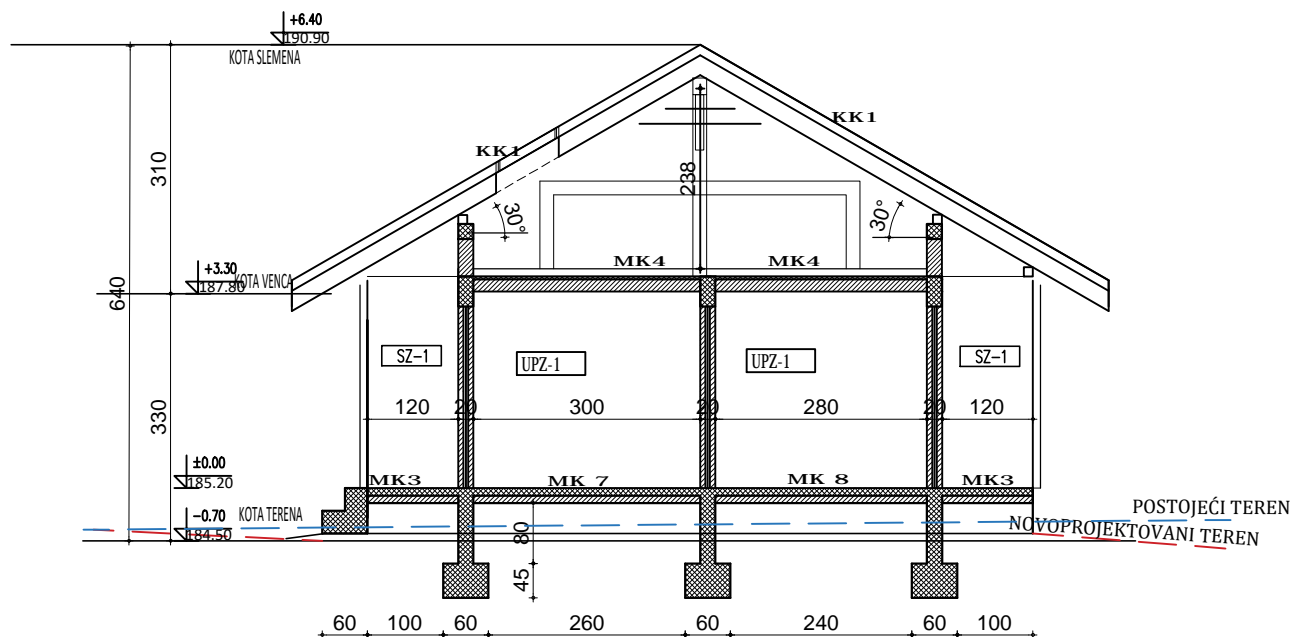 +6.40
190.90
KOTA SLEMENA
KK1
KK1
310
238
30°
30°
MK4
MK4
+3.30
187.80
KOTA VENCA
640
SZ-1
UPZ-1
UPZ-1
SZ-1
120
20
300
20
280
20
120
330
±0.00
185.20
MK3
MK 7
MK 8
MK3
-0.70
184.50
KOTA TERENA
POSTOJEĆI TEREN
NOVOPROJEKTOVANI TEREN
80
45
60
100
60
260
60
240
60
100